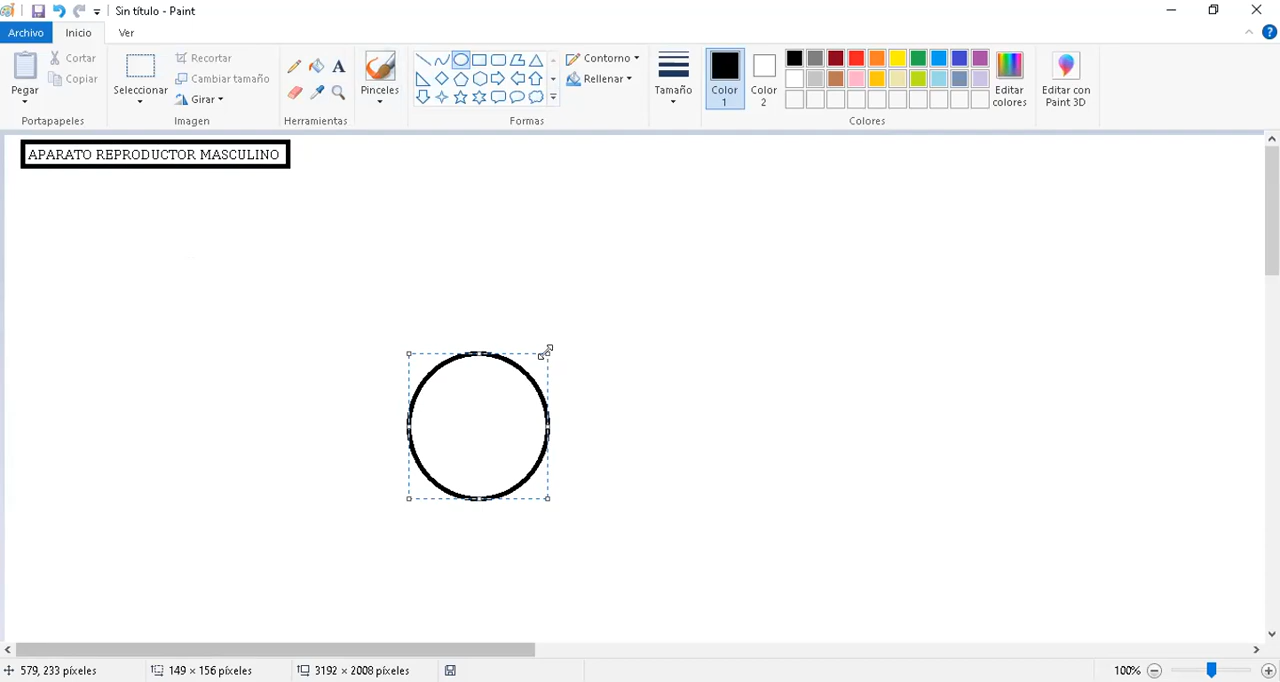 Sin título - Paint
Archivo
Inicio
Ver
Pegar
Cortar
Copiar
Portapapeles
Seleccionar
Recortar
Cambiar tamaño
Girar
Imagen
A
Herramientas
Pinceles
Contorno
Rellenar
Formas
Tamaño
Color
1
Color
2
Editar
colores
Editar con
Paint 3D
Colores
APARATO REPRODUCTOR MASCULINO
579, 233 píxeles
149 × 156 píxeles
3192 × 2008 píxeles
100%